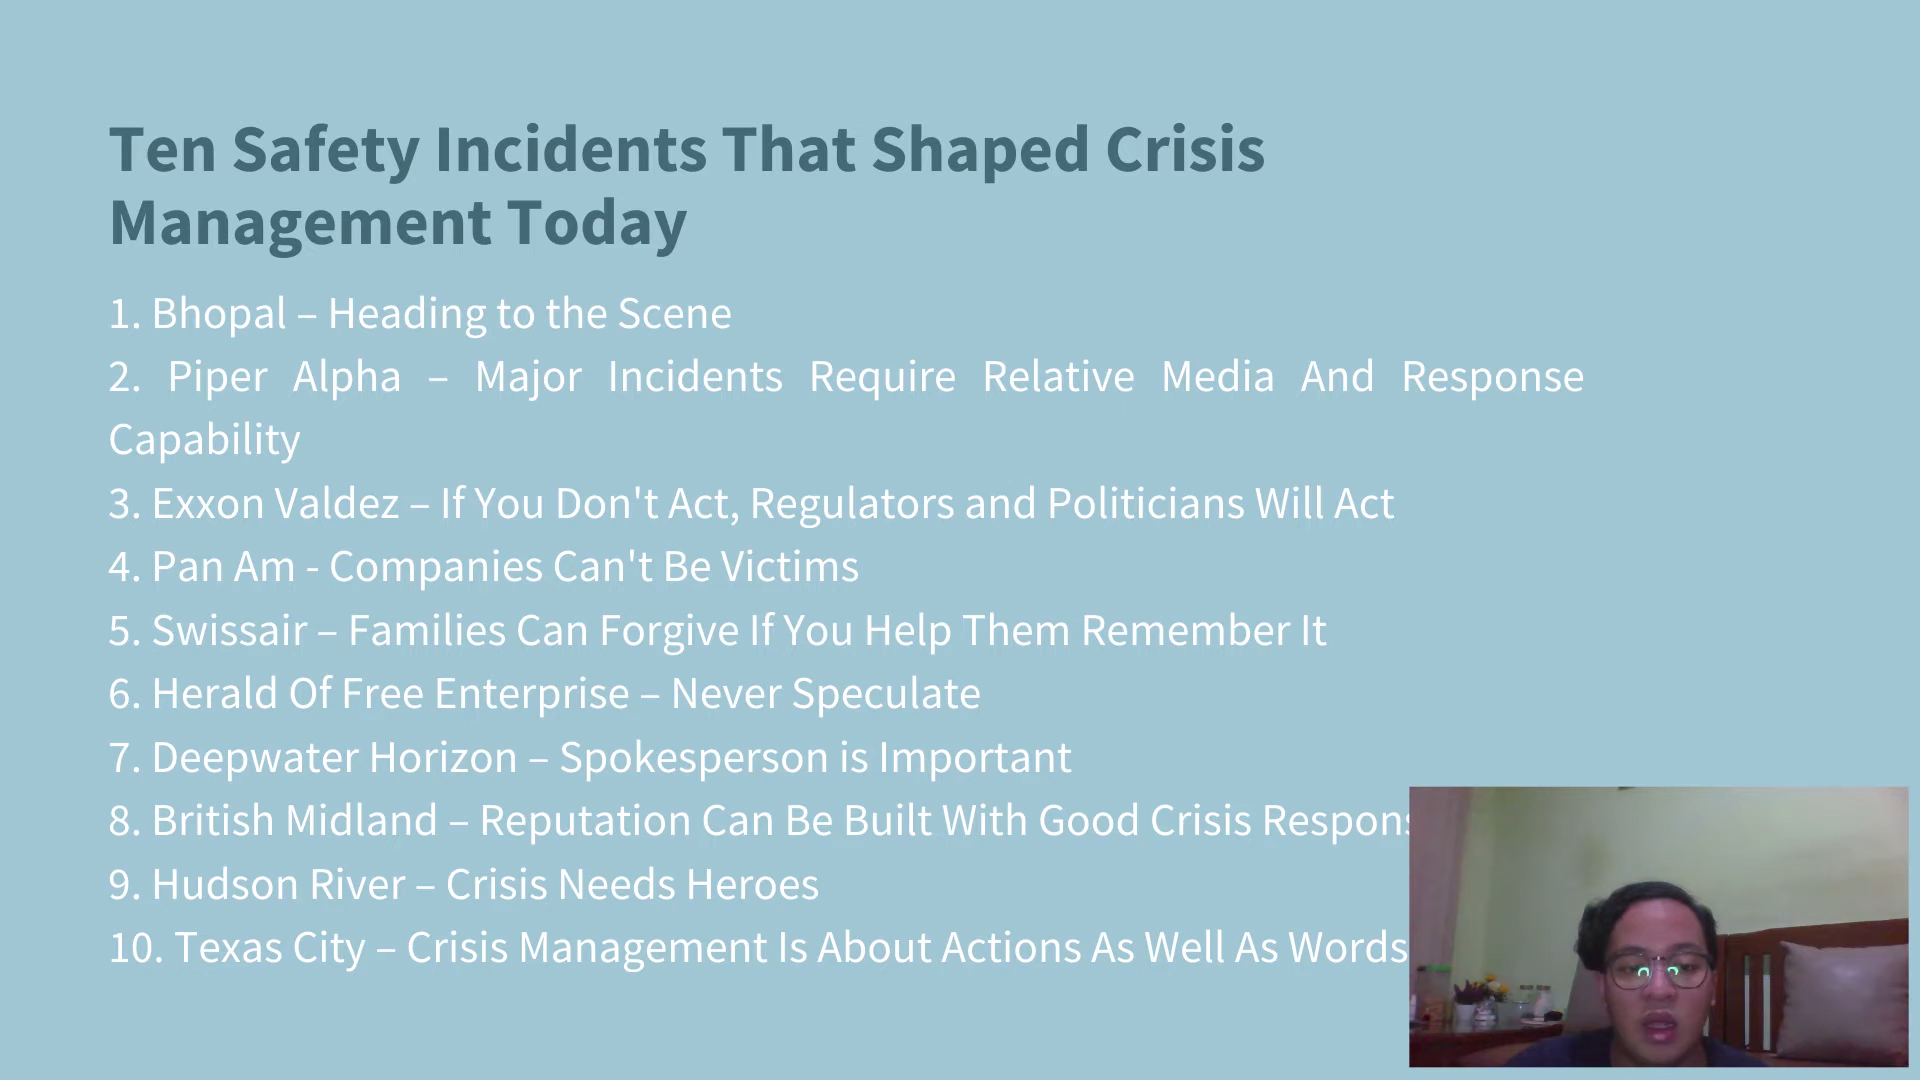 Ten Safety Incidents That Shaped Crisis
Management Today
1. Bhopal – Heading to the Scene
2. Piper Alpha – Major Incidents Require Relative Media And Response
Capability
3. Exxon Valdez – If You Don't Act, Regulators and Politicians Will Act
4. Pan Am - Companies Can't Be Victims
5. Swissair – Families Can Forgive If You Help Them Remember It
6. Herald Of Free Enterprise – Never Speculate
7. Deepwater Horizon – Spokesperson is Important
8. British Midland – Reputation Can Be Built With Good Crisis
9. Hudson River – Crisis Needs Heroes
10. Texas City – Crisis Management Is About Actions As Well As Words